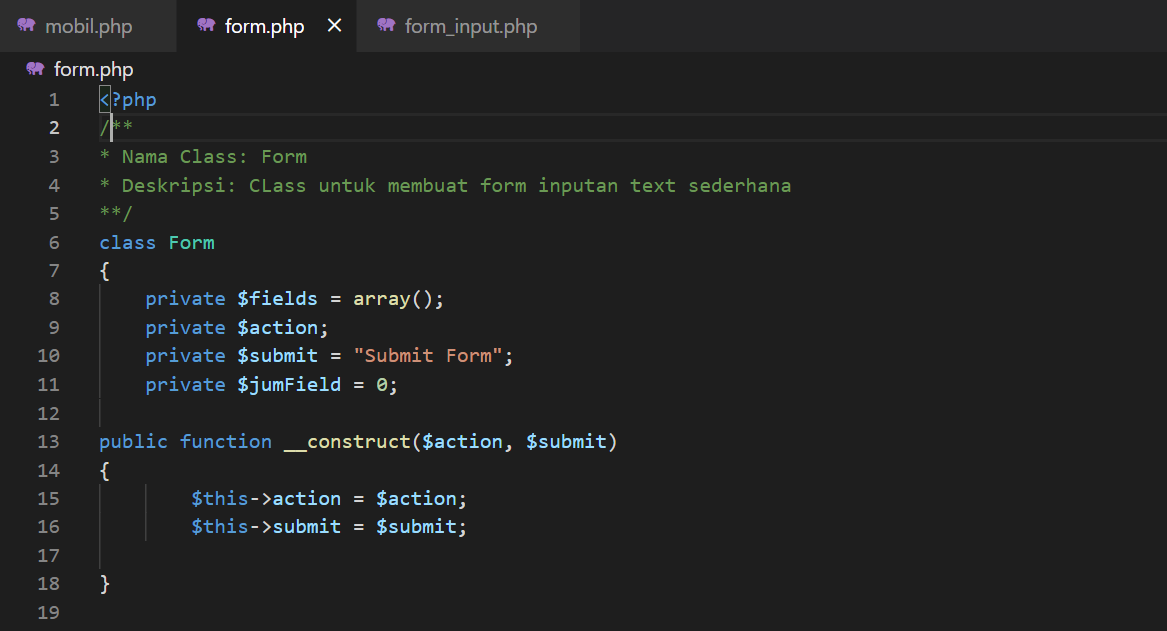 mobil.php form.php × form_input.php
form.php
1 <?php
2 /**
3 * Nama Class: Form
4 * Deskripsi: CLass untuk membuat form inputan text sederhana
5 **/
6 class Form
7 {
8     private $fields = array();
9     private $action;
10     private $submit = "Submit Form";
11     private $jumField = 0;
12
13 public function __construct($action, $submit)
14 {
15         $this->action = $action;
16         $this->submit = $submit;
17
18 }
19